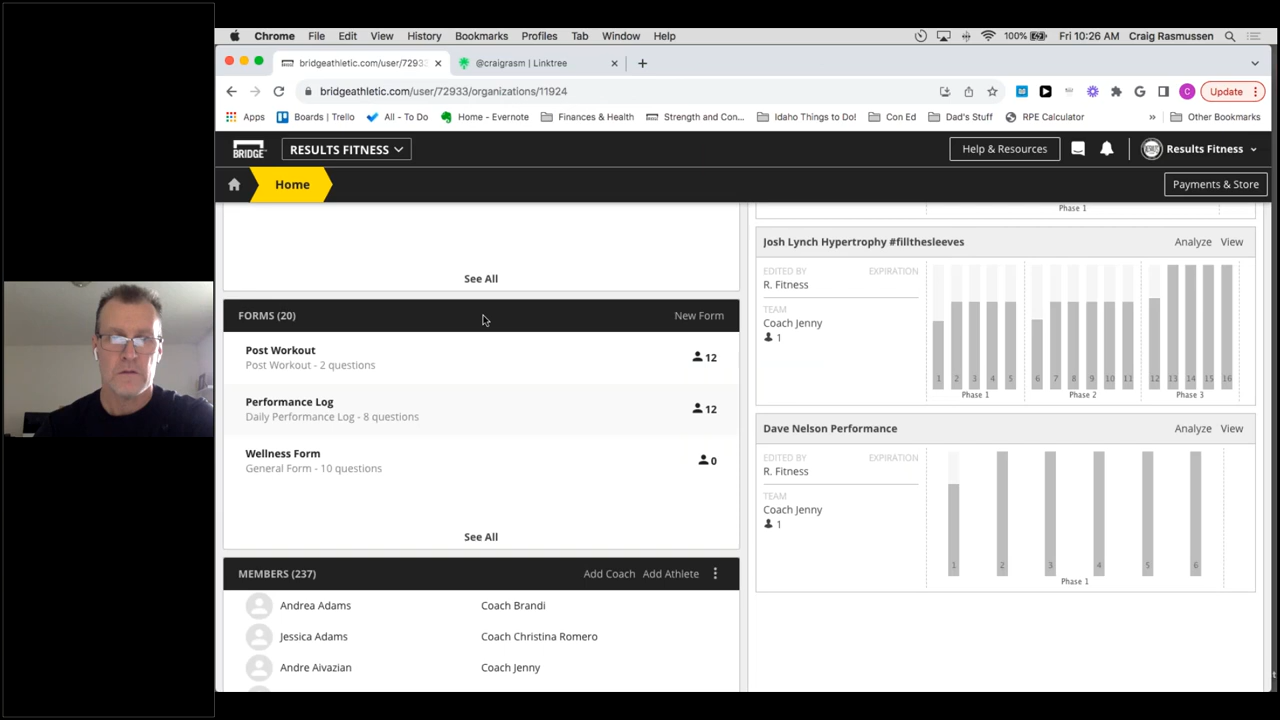 Chrome File Edit View History Bookmarks Profiles Tab Window Help 100% Fri 10:26 AM Craig Rasmussen
bridgeathletic.com/user/72933 @craigrasm | Linktree
bridgeathletic.com/user/72933/organizations/11924 Update
Apps Boards | Trello All - To Do Home - Evernote Finances & Health Strength and Con... Idaho Things to Do! Con Ed Dad's Stuff RPE Calculator » Other Bookmarks
BRIDGE RESULTS FITNESS Help & Resources Results Fitness
Home Payments & Store
See All
FORMS (20) New Form
Post Workout
Post Workout - 2 questions
12
Performance Log
Daily Performance Log - 8 questions
12
Wellness Form
General Form - 10 questions
0
See All
MEMBERS (237) Add Coach Add Athlete
Andrea Adams Coach Brandi
Jessica Adams Coach Christina Romero
Andre Aivazian Coach Jenny
Phase 1
Josh Lynch Hypertrophy #fillthesleeves Analyze View
EDITED BY EXPIRATION
R. Fitness
TEAM
Coach Jenny
1
1 2 3 4 5 6 7 8 9 10 11 12 13 14 15 16
Phase 1 Phase 2 Phase 3
Dave Nelson Performance Analyze View
EDITED BY EXPIRATION
R. Fitness
TEAM
Coach Jenny
1
1 2 3 4 5 6
Phase 1